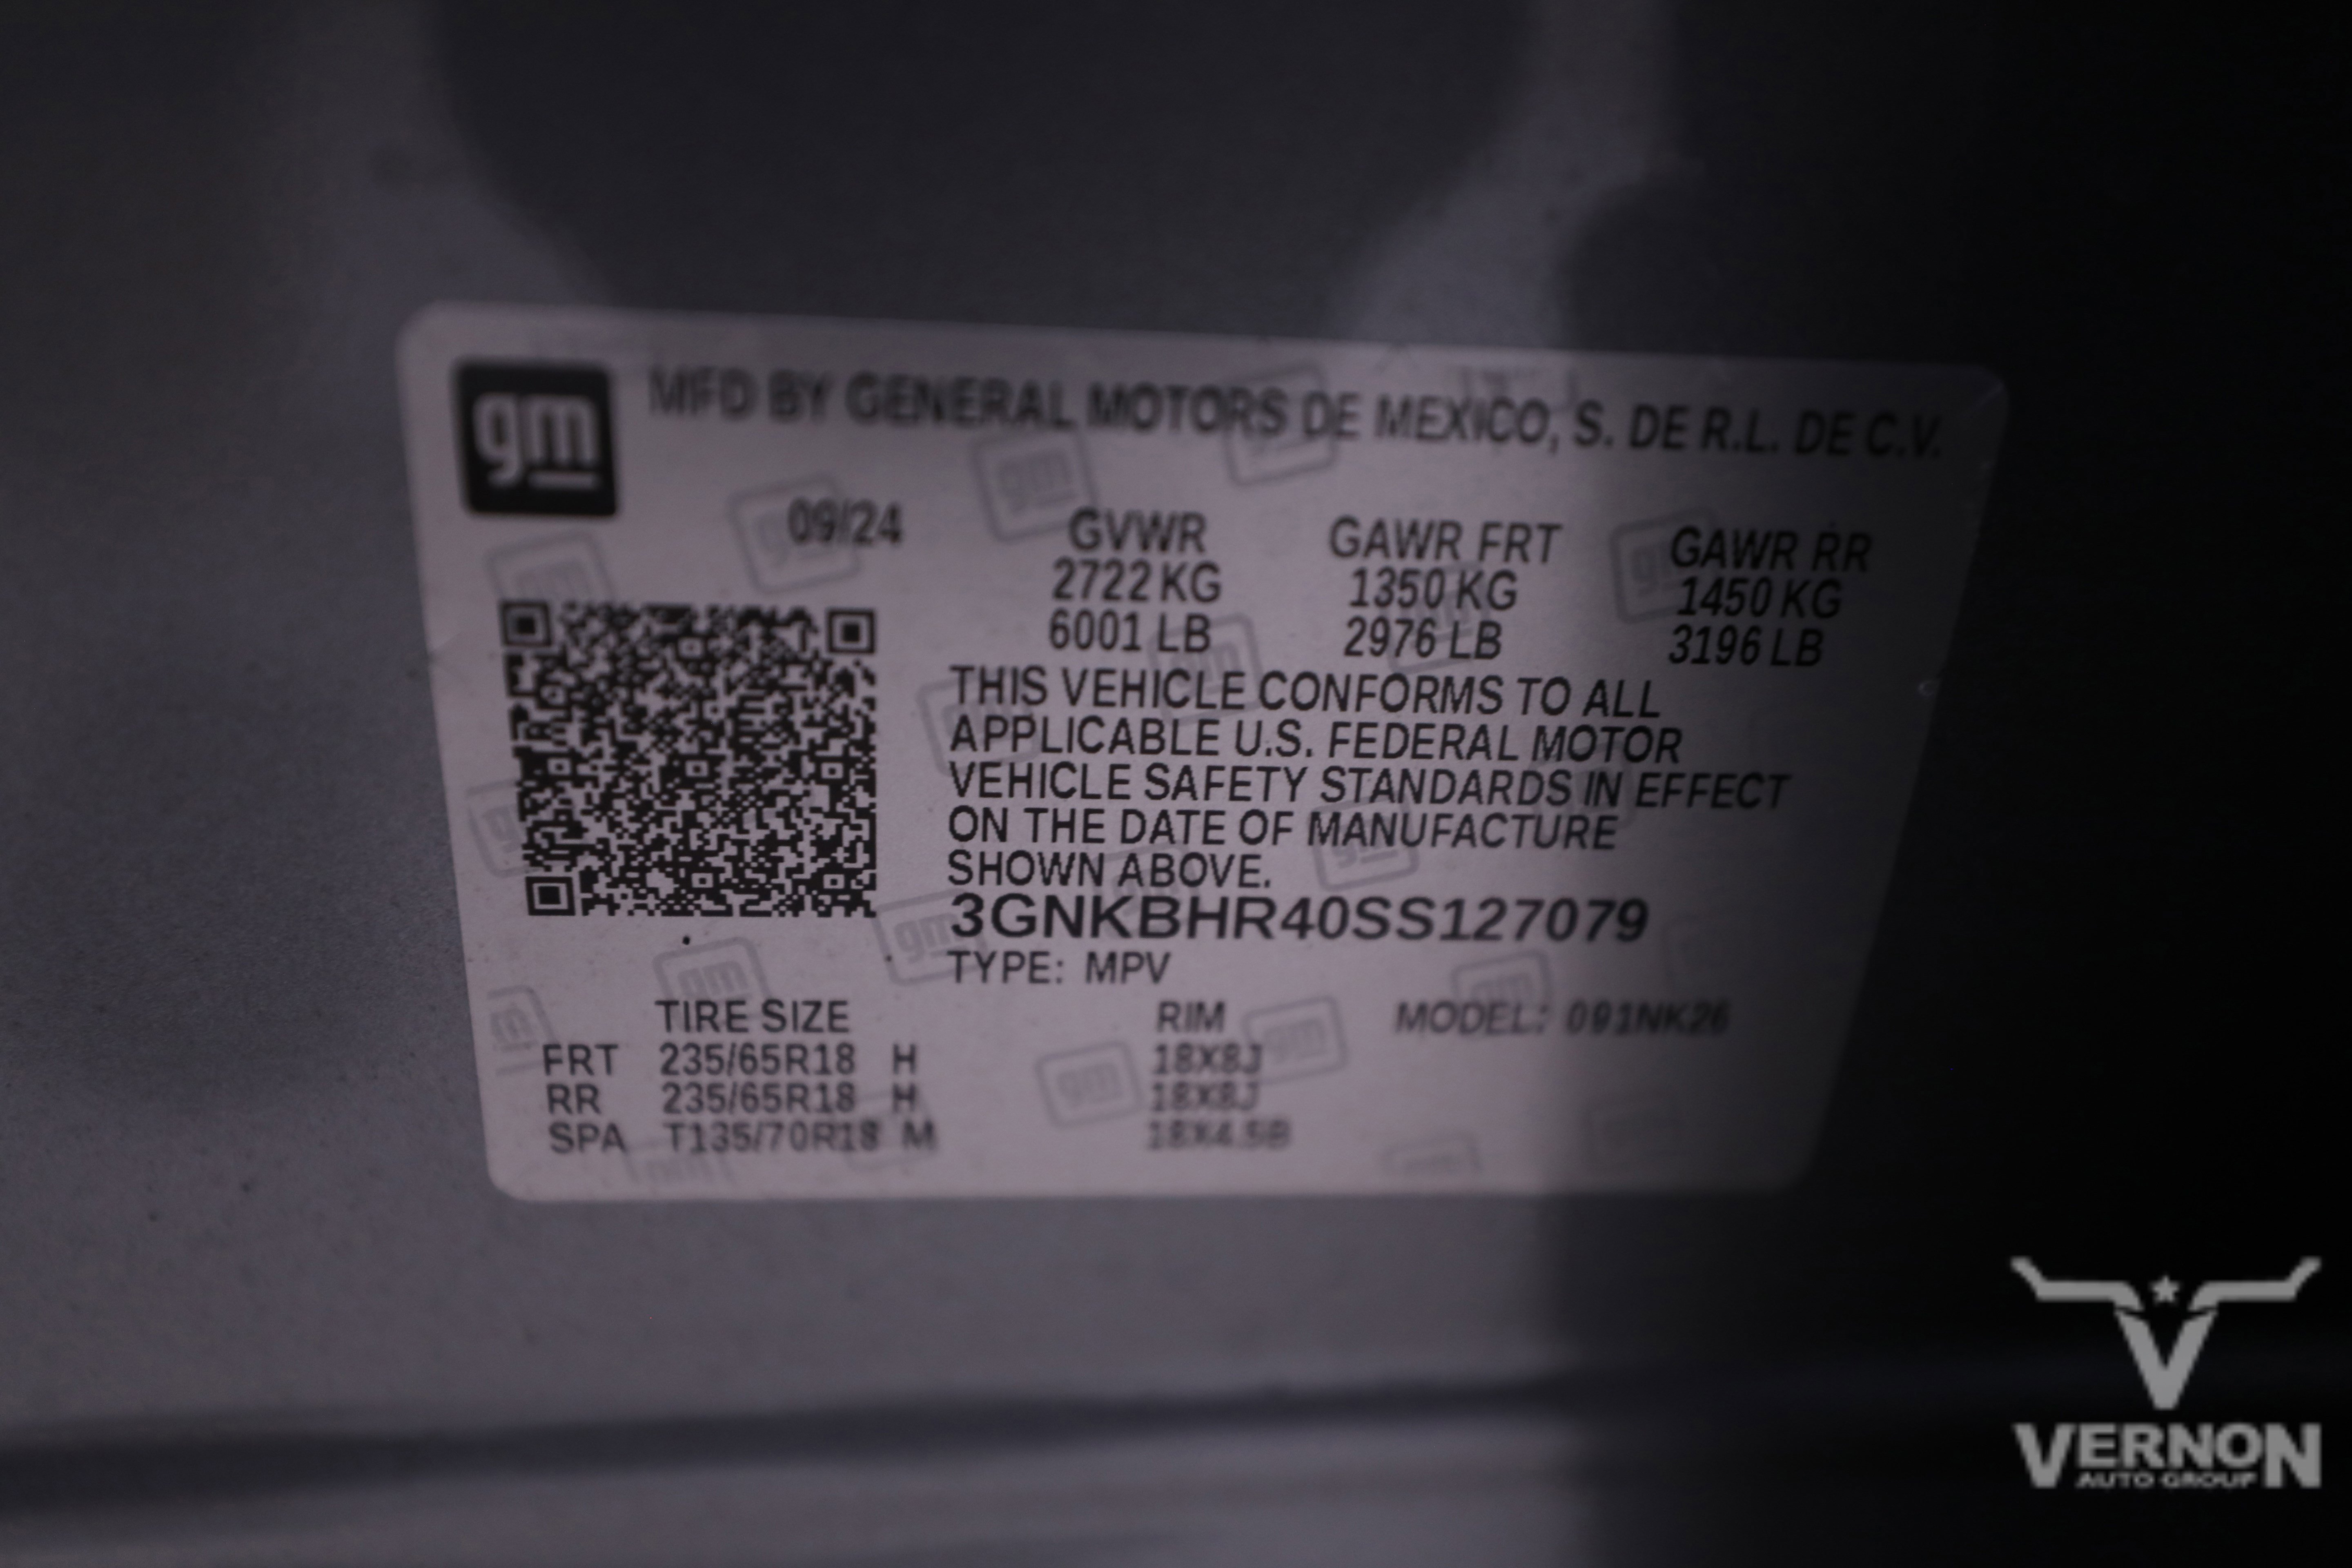 gm MFD BY GENERAL MOTORS DE MEXICO, S. DE R.L. DE C.V.
09/24 GVWR GAWR FRT GAWR RR
2722 KG 1350 KG 1450 KG
6001 LB 2976 LB 3196 LB
THIS VEHICLE CONFORMS TO ALL
APPLICABLE U.S. FEDERAL MOTOR
VEHICLE SAFETY STANDARDS IN EFFECT
ON THE DATE OF MANUFACTURE
SHOWN ABOVE.
3GNKBHR40SS127079
TYPE: MPV
TIRE SIZE RIM MODEL: 091NK26
FRT 235/65R18 H 18X8J
RR 235/65R18 H 18X8J
SPA T135/70R18 M 18X4.5B
VERNON
AUTO GROUP